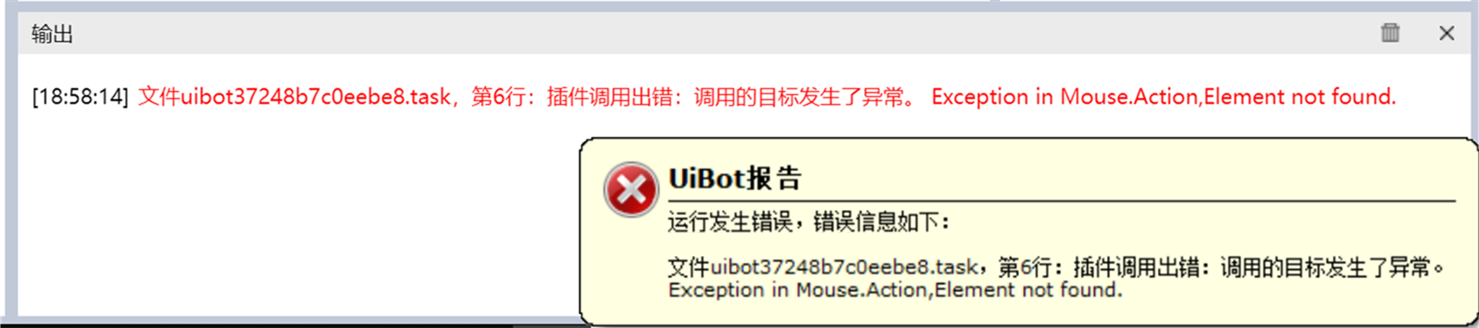 输出
[18:58:14] 文件uibot37248b7c0eebe8.task，第6行：插件调用出错：调用的目标发生了异常。 Exception in Mouse.Action,Element not found.
UiBot报告
运行发生错误，错误信息如下：
文件uibot37248b7c0eebe8.task，第6行：插件调用出错：调用的目标发生了异常。
Exception in Mouse.Action,Element not found.